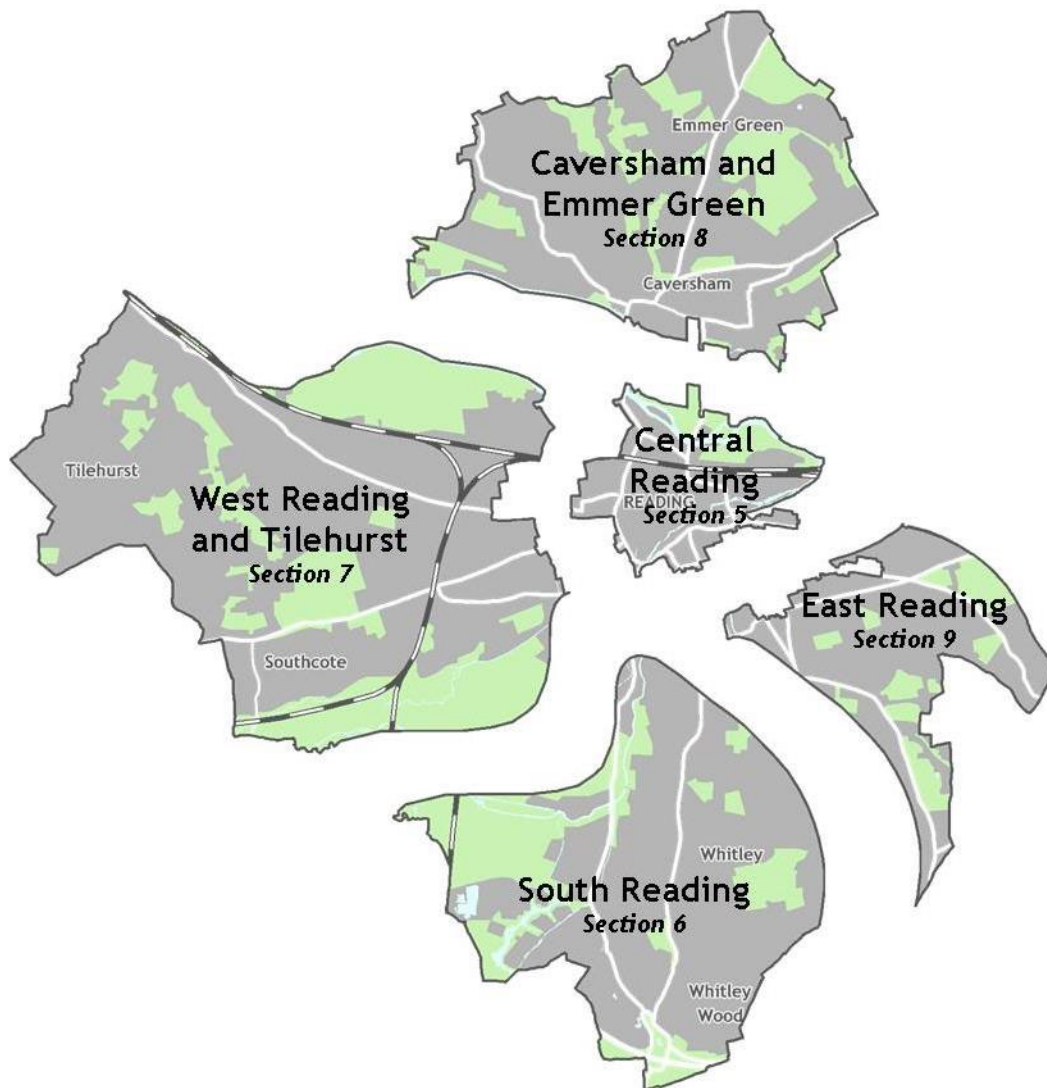 Emmer Green
Caversham and
Emmer Green
Section 8
Caversham
Central
Reading
READING
Section 5
Tilehurst
West Reading
and Tilehurst
Section 7
Southcote
East Reading
Section 9
Whitley
South Reading
Section 6
Whitley
Wood